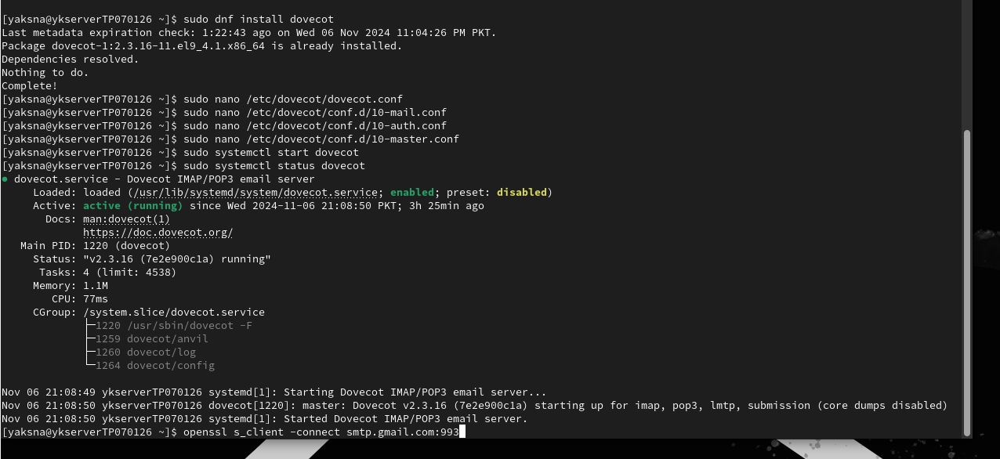 [yaksna@ykserverTP070126 ~]$ sudo dnf install dovecot
Last metadata expiration check: 1:22:43 ago on Wed 06 Nov 2024 11:04:26 PM PKT.
Package dovecot-1:2.3.16-11.el9_4.1.x86_64 is already installed.
Dependencies resolved.
Nothing to do.
Complete!
[yaksna@ykserverTP070126 ~]$ sudo nano /etc/dovecot/dovecot.conf
[yaksna@ykserverTP070126 ~]$ sudo nano /etc/dovecot/conf.d/10-mail.conf
[yaksna@ykserverTP070126 ~]$ sudo nano /etc/dovecot/conf.d/10-auth.conf
[yaksna@ykserverTP070126 ~]$ sudo nano /etc/dovecot/conf.d/10-master.conf
[yaksna@ykserverTP070126 ~]$ sudo systemctl start dovecot
[yaksna@ykserverTP070126 ~]$ sudo systemctl status dovecot
● dovecot.service - Dovecot IMAP/POP3 email server
     Loaded: loaded (/usr/lib/systemd/system/dovecot.service; enabled; preset: disabled)
     Active: active (running) since Wed 2024-11-06 21:08:50 PKT; 3h 25min ago
       Docs: man:dovecot(1)
             https://doc.dovecot.org/
   Main PID: 1220 (dovecot)
     Status: "v2.3.16 (7e2e900c1a) running"
      Tasks: 4 (limit: 4538)
     Memory: 1.1M
        CPU: 77ms
     CGroup: /system.slice/dovecot.service
             ├─1220 /usr/sbin/dovecot -F
             ├─1259 dovecot/anvil
             ├─1260 dovecot/log
             └─1264 dovecot/config
Nov 06 21:08:49 ykserverTP070126 systemd[1]: Starting Dovecot IMAP/POP3 email server...
Nov 06 21:08:50 ykserverTP070126 dovecot[1220]: master: Dovecot v2.3.16 (7e2e900c1a) starting up for imap, pop3, lmtp, submission (core dumps disabled)
Nov 06 21:08:50 ykserverTP070126 systemd[1]: Started Dovecot IMAP/POP3 email server.
[yaksna@ykserverTP070126 ~]$ openssl s_client -connect smtp.gmail.com:993